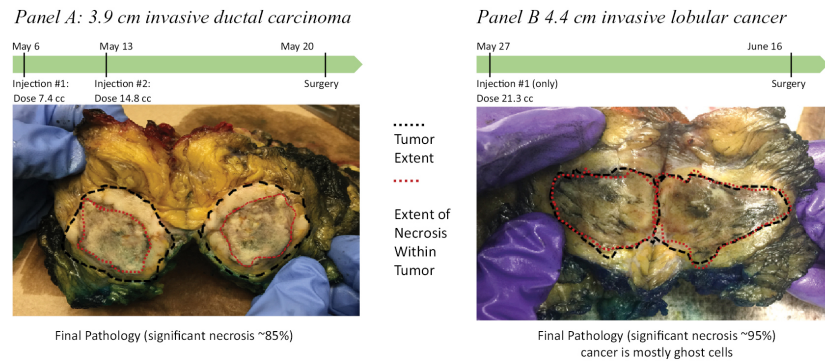 Panel A: 3.9 cm invasive ductal carcinoma
May 6
May 13
May 20
Injection #1:
Dose 7.4 cc
Injection #2:
Dose 14.8 cc
Surgery
Tumor
Extent
Extent of
Necrosis
Within
Tumor
Final Pathology (significant necrosis ~85%)
Panel B 4.4 cm invasive lobular cancer
May 27
June 16
Injection #1 (only)
Dose 21.3 cc
Surgery
Final Pathology (significant necrosis ~95%)
cancer is mostly ghost cells